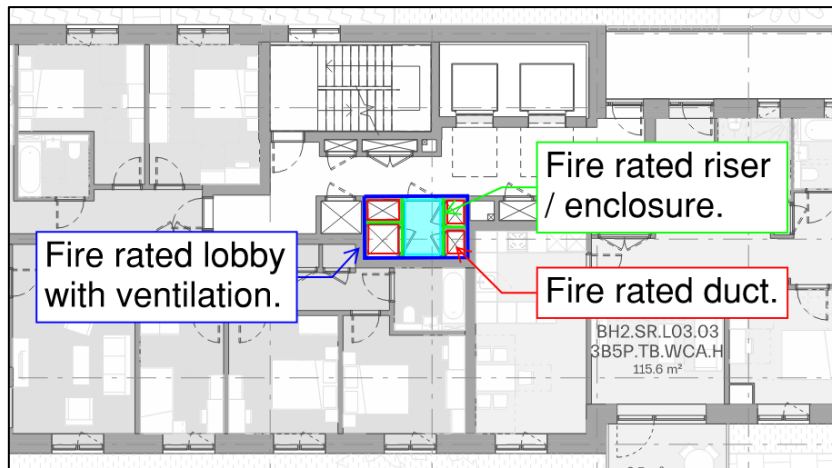 Fire rated riser
/ enclosure.
Fire rated lobby
with ventilation.
Fire rated duct.
BH2.SR.L03.03
3B5P.TB.WCA.H
115.6 m²